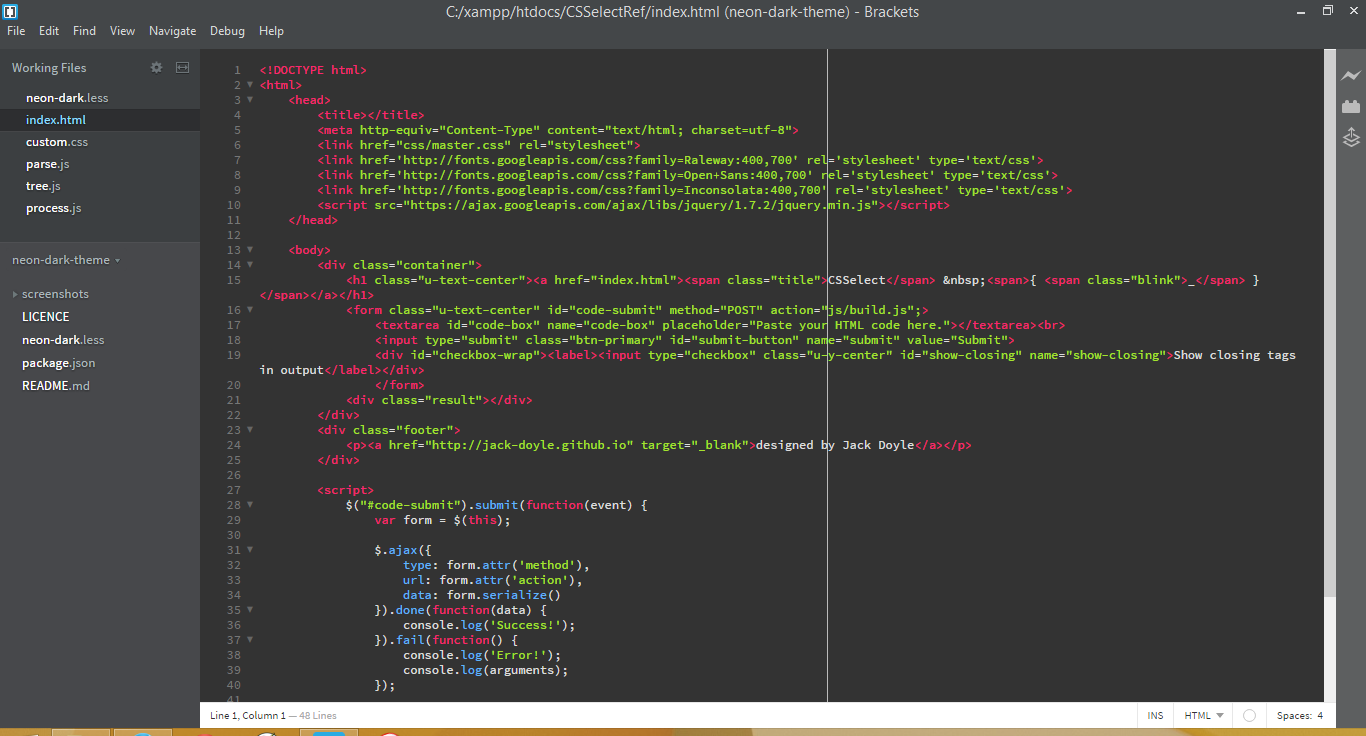 C:/xampp/htdocs/CSSelectRef/index.html (neon-dark-theme) - Brackets
File Edit Find View Navigate Debug Help
Working Files
neon-dark.less
index.html
custom.css
parse.js
tree.js
process.js
neon-dark-theme
screenshots
LICENCE
neon-dark.less
package.json
README.md
1 <!DOCTYPE html>
2 <html>
3 <head>
4 <title></title>
5 <meta http-equiv="Content-Type" content="text/html; charset=utf-8">
6 <link href="css/master.css" rel="stylesheet">
7 <link href='http://fonts.googleapis.com/css?family=Raleway:400,700' rel='stylesheet' type='text/css'>
8 <link href='http://fonts.googleapis.com/css?family=Open+Sans:400,700' rel='stylesheet' type='text/css'>
9 <link href='http://fonts.googleapis.com/css?family=Inconsolata:400,700' rel='stylesheet' type='text/css'>
10 <script src="https://ajax.googleapis.com/ajax/libs/jquery/1.7.2/jquery.min.js"></script>
11 </head>
12
13 <body>
14 <div class="container">
15 <h1 class="u-text-center"><a href="index.html"><span class="title">CSSelect</span> &nbsp;<span>{ <span class="blink">_</span> }
</span></a></h1>
16 <form class="u-text-center" id="code-submit" method="POST" action="js/build.js";>
17 <textarea id="code-box" name="code-box" placeholder="Paste your HTML code here."></textarea><br>
18 <input type="submit" class="btn-primary" id="submit-button" name="submit" value="Submit">
19 <div id="checkbox-wrap"><label><input type="checkbox" class="u-y-center" id="show-closing" name="show-closing">Show closing tags
in output</label></div>
20 </form>
21 <div class="result"></div>
22 </div>
23 <div class="footer">
24 <p><a href="http://jack-doyle.github.io" target="_blank">designed by Jack Doyle</a></p>
25 </div>
26
27 <script>
28 $("#code-submit").submit(function(event) {
29 var form = $(this);
30
31 $.ajax({
32 type: form.attr('method'),
33 url: form.attr('action'),
34 data: form.serialize()
35 }).done(function(data) {
36 console.log('Success!');
37 }).fail(function() {
38 console.log('Error!');
39 console.log(arguments);
40 });
41
Line 1, Column 1 — 48 Lines
INS HTML Spaces: 4